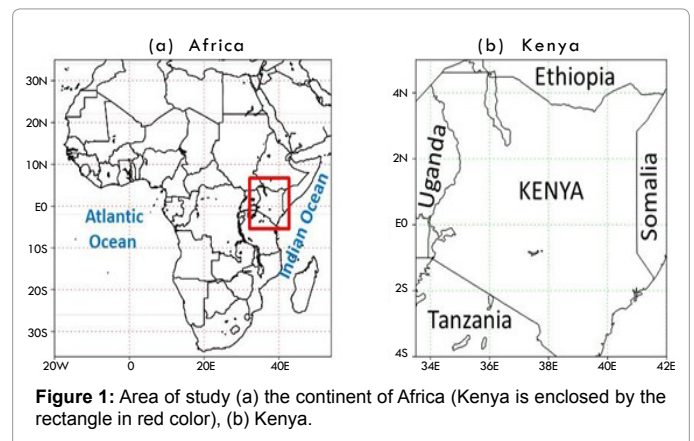 (a) Africa
30N
20N
10N
EQ
10S
20S
30S
20W
0
20E
40E
Atlantic
Ocean
Indian Ocean
(b) Kenya
4N
2N
EQ
2S
4S
34E
36E
38E
40E
42E
Ethiopia
Uganda
KENYA
Somalia
Tanzania
Figure 1: Area of study (a) the continent of Africa (Kenya is enclosed by the
rectangle in red color), (b) Kenya.